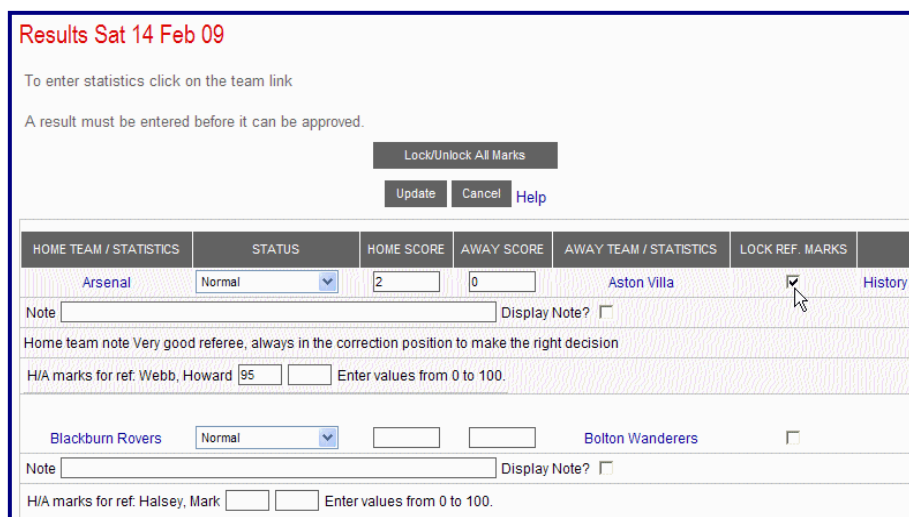 Results Sat 14 Feb 09
To enter statistics click on the team link
A result must be entered before it can be approved.
Lock/Unlock All Marks
Update Cancel Help
HOME TEAM / STATISTICS STATUS HOME SCORE AWAY SCORE AWAY TEAM / STATISTICS LOCK REF. MARKS
Arsenal Normal 2 0 Aston Villa History
Note Display Note?
Home team note Very good referee, always in the correction position to make the right decision
H/A marks for ref: Webb, Howard 95 Enter values from 0 to 100.
Blackburn Rovers Normal Bolton Wanderers
Note Display Note?
H/A marks for ref: Halsey, Mark Enter values from 0 to 100.